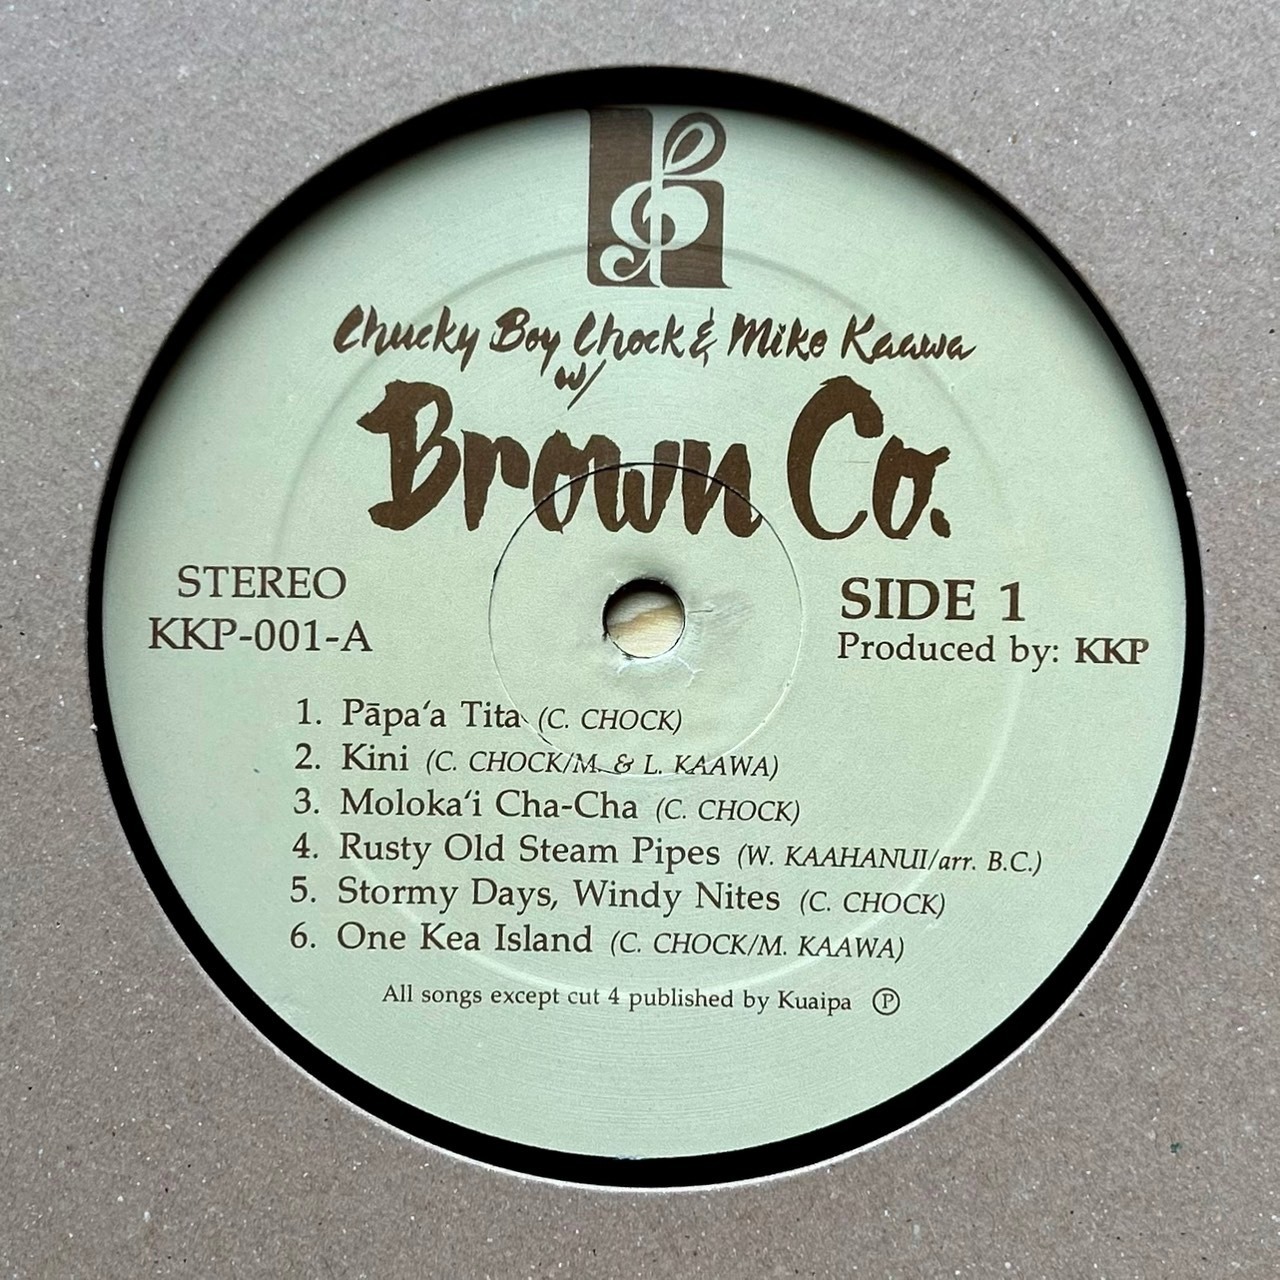 Chucky Boy Chock & Mike Kaawa
w/
Brown Co.
STEREO
KKP-001-A
SIDE 1
Produced by: KKP
1. Pāpa‘a Tita (C. CHOCK)
2. Kini (C. CHOCK/M. & L. KAAWA)
3. Moloka‘i Cha-Cha (C. CHOCK)
4. Rusty Old Steam Pipes (W. KAAHANUI/arr. B.C.)
5. Stormy Days, Windy Nites (C. CHOCK)
6. One Kea Island (C. CHOCK/M. KAAWA)
All songs except cut 4 published by Kuaipa ℗